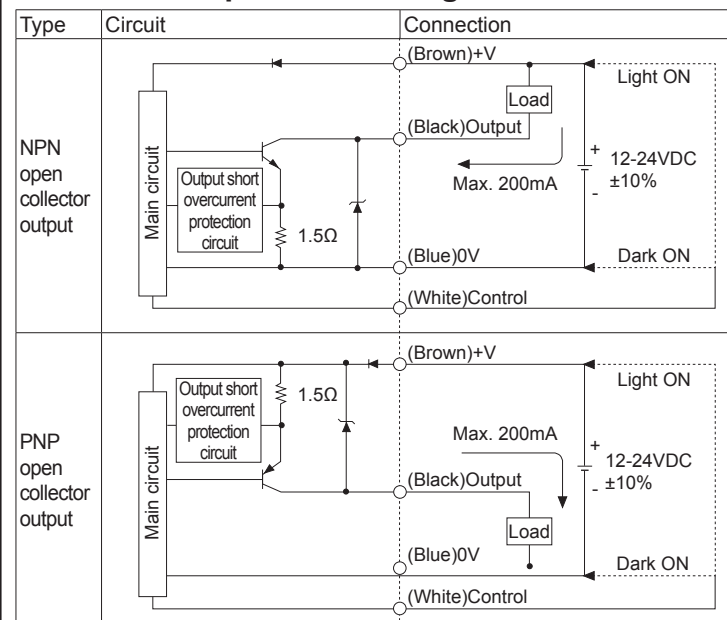 Type Circuit Connection
NPN
open
collector
output
Main circuit
Output short
overcurrent
protection
circuit
1.5Ω
(Brown)+V
Light ON
Load
(Black)Output
Max. 200mA
+
12-24VDC
±10%
-
(Blue)0V
Dark ON
(White)Control
PNP
open
collector
output
Main circuit
Output short
overcurrent
protection
circuit
1.5Ω
(Brown)+V
Light ON
Max. 200mA
+
12-24VDC
±10%
-
(Black)Output
Load
(Blue)0V
Dark ON
(White)Control